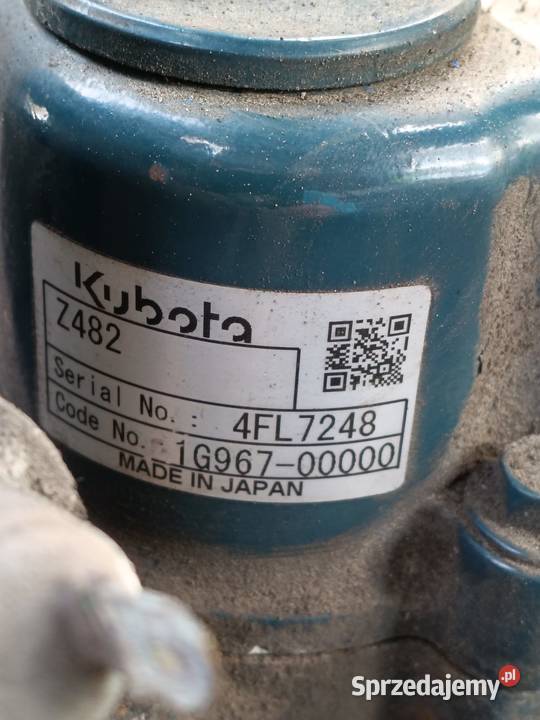 Kubota
Z482
Serial No. : 4FL7248
Code No. 1G967-00000
MADE IN JAPAN
Sprzedajemy.pl